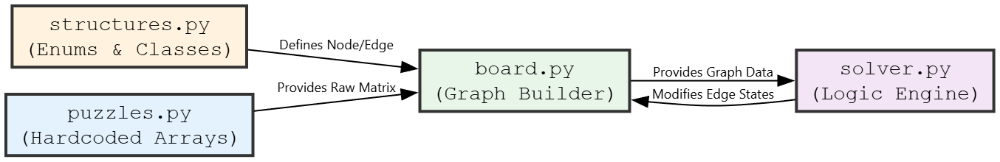 structures.py
(Enums & Classes)
Defines Node/Edge
puzzles.py
(Hardcoded Arrays)
Provides Raw Matrix
board.py
(Graph Builder)
Provides Graph Data
Modifies Edge States
solver.py
(Logic Engine)